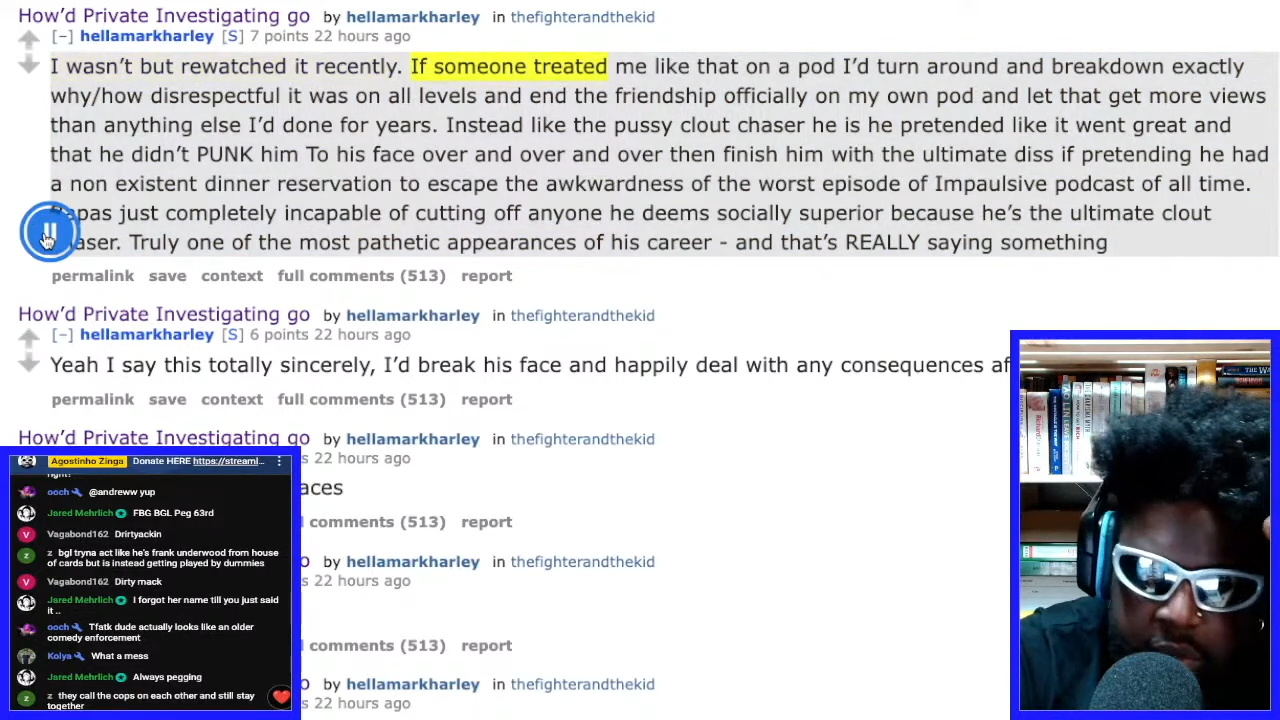 How'd Private Investigating go by hellamarkharley in thefighterandthekid
[–] hellamarkharley [S] 7 points 22 hours ago
I wasn't but rewatched it recently. If someone treated me like that on a pod I'd turn around and breakdown exactly
why/how disrespectful it was on all levels and end the friendship officially on my own pod and let that get more views
than anything else I'd done for years. Instead like the pussy clout chaser he is he pretended like it went great and
that he didn't PUNK him To his face over and over and over then finish him with the ultimate diss if pretending he had
a non existent dinner reservation to escape the awkwardness of the worst episode of Impaulsive podcast of all time.
apas just completely incapable of cutting off anyone he deems socially superior because he's the ultimate clout
aser. Truly one of the most pathetic appearances of his career - and that's REALLY saying something
permalink save context full comments (513) report
How'd Private Investigating go by hellamarkharley in thefighterandthekid
[–] hellamarkharley [S] 6 points 22 hours ago
Yeah I say this totally sincerely, I'd break his face and happily deal with any consequences af
permalink save context full comments (513) report
How'd Private Investigating go by hellamarkharley in thefighterandthekid
s 22 hours ago
aces
comments (513) report
o by hellamarkharley in thefighterandthekid
s 22 hours ago
comments (513) report
o by hellamarkharley in thefighterandthekid
s 22 hours ago
Agostinho Zinga Donate HERE https://streaml...
right?
ooch @andreww yup
Jared Mehrlich FBG BGL Peg 63rd
Vagabond162 Drirtyackin
z bgl tryna act like he's frank underwood from house
of cards but is instead getting played by dummies
Vagabond162 Dirty mack
Jared Mehrlich I forgot her name till you just said
it ..
ooch Tfatk dude actually looks like an older
comedy enforcement
Kolya What a mess
Jared Mehrlich Always pegging
z they call the cops on each other and still stay
together